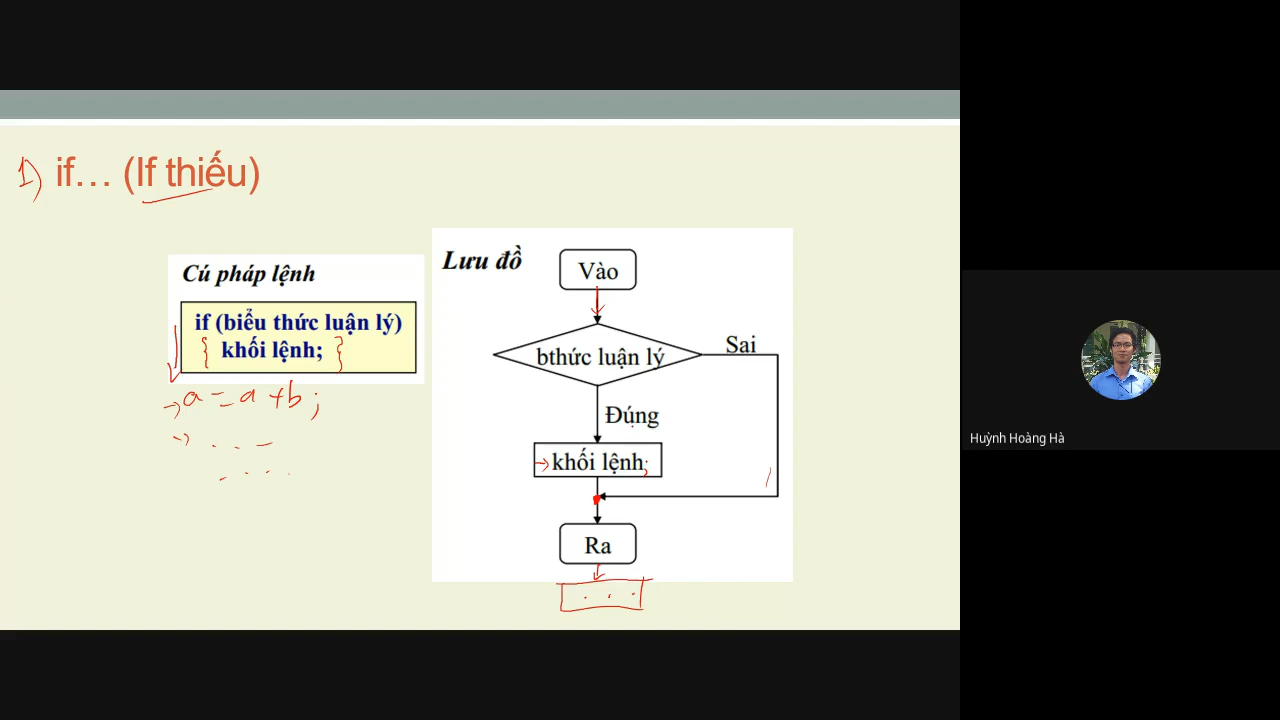 1) if… (If thiếu)
Cú pháp lệnh
if (biểu thức luận lý)
{ khối lệnh; }
→ a = a + b ;
→ . . –
. . . .
Lưu đồ
Vào
bthức luận lý
Sai
Đúng
→ khối lệnh;
Ra
. . .
Huỳnh Hoàng Hà